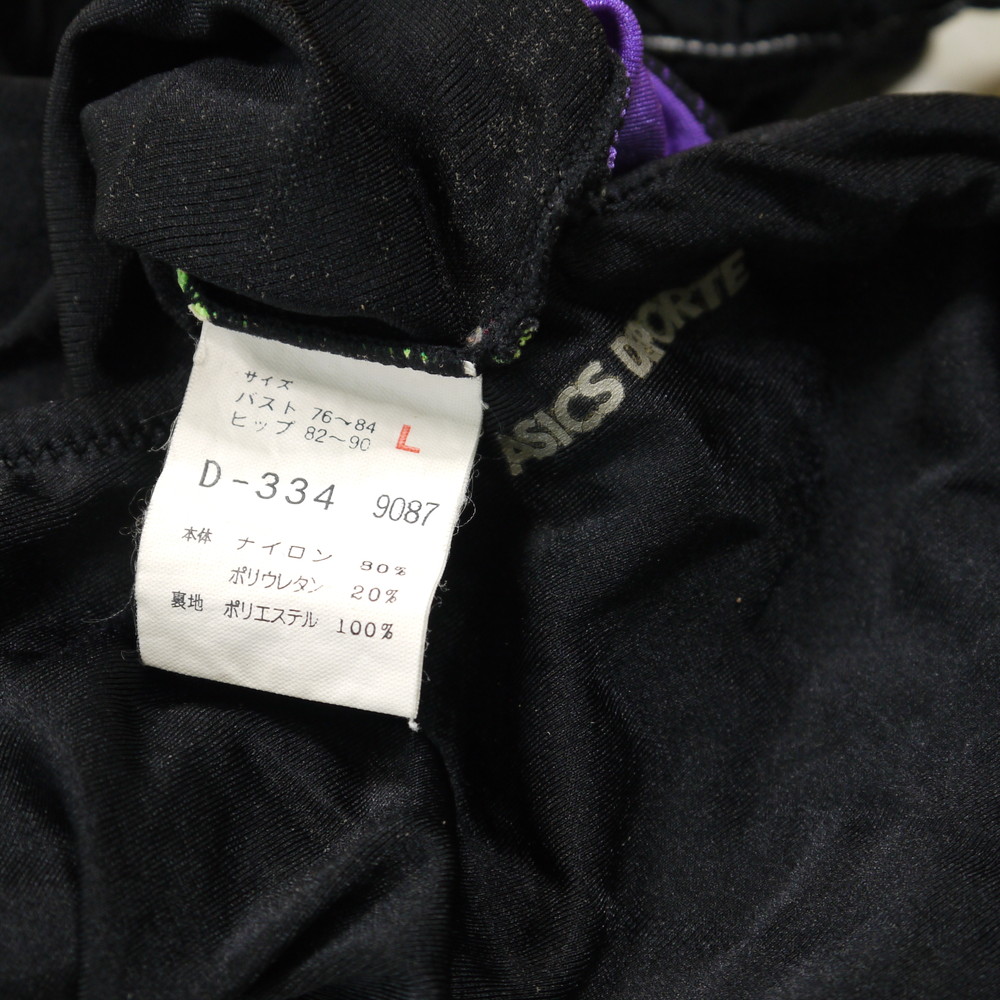 サイズ
バスト 76～84
ヒップ 82～90 L
D-334 9087
本体 ナイロン 80%
ポリウレタン 20%
裏地 ポリエステル 100%
ASICS DPORTE